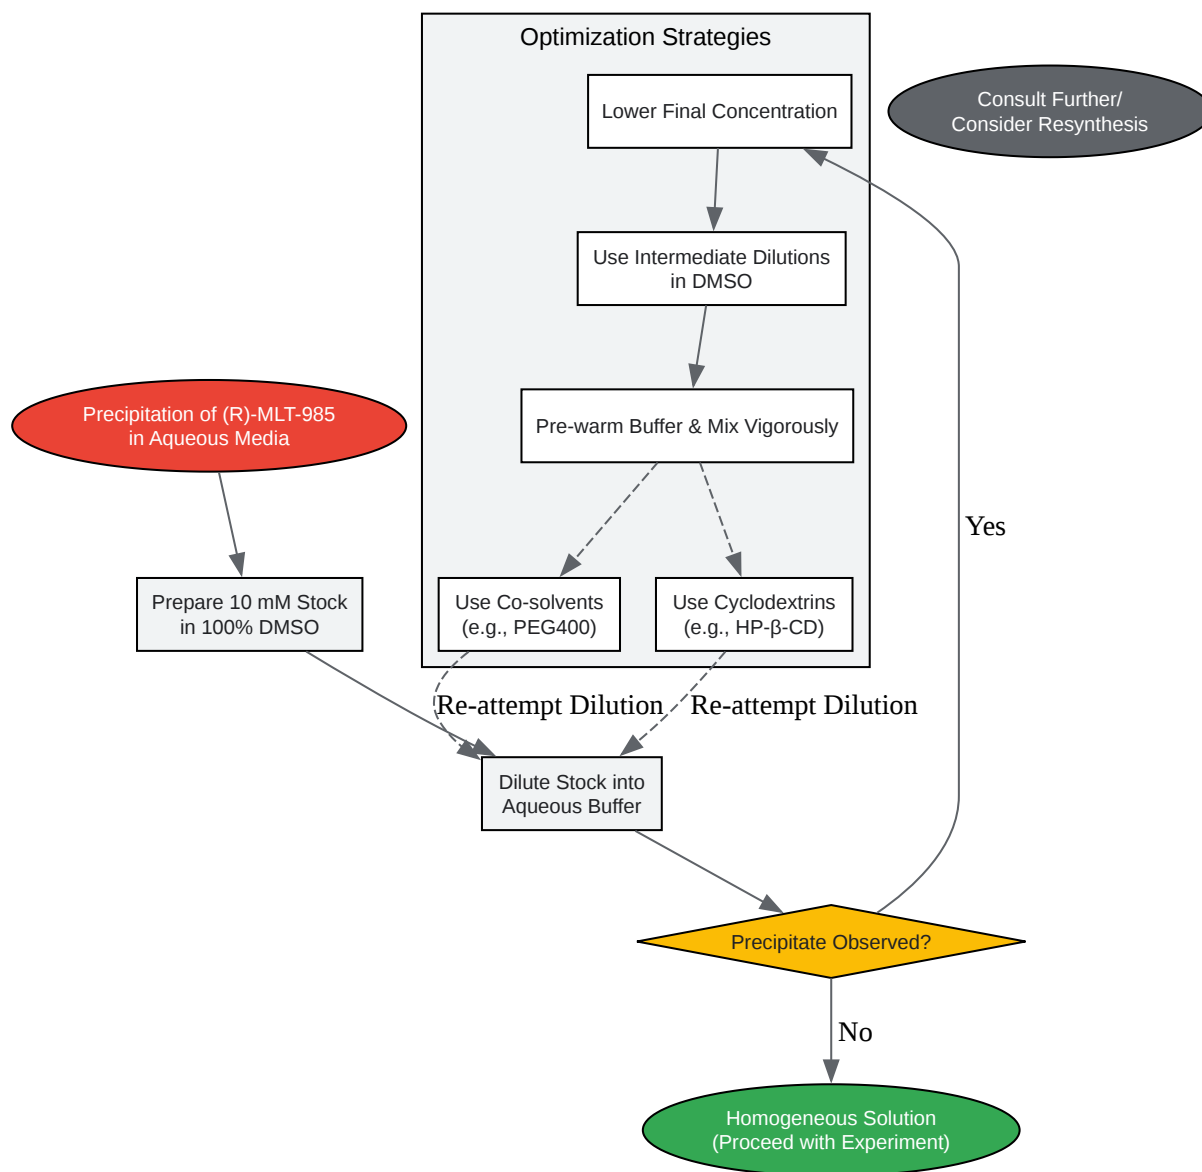 Optimization Strategies
Lower Final Concentration
Consult Further/
Consider Resynthesis
Use Intermediate Dilutions
in DMSO
Precipitation of (R)-MLT-985
in Aqueous Media
Pre-warm Buffer & Mix Vigorously
Yes
Prepare 10 mM Stock
in 100% DMSO
Use Co-solvents
(e.g., PEG400)
Use Cyclodextrins
(e.g., HP-β-CD)
Re-attempt Dilution
Re-attempt Dilution
Dilute Stock into
Aqueous Buffer
Precipitate Observed?
No
Homogeneous Solution
(Proceed with Experiment)